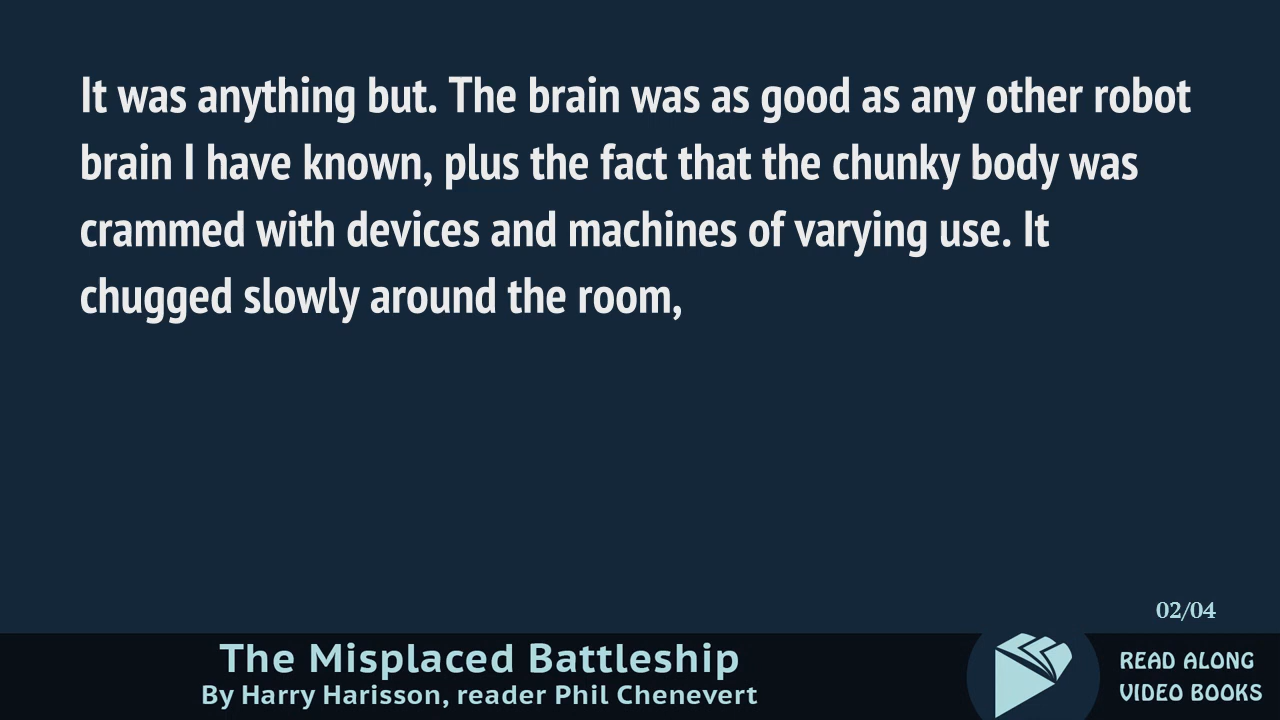 It was anything but. The brain was as good as any other robot
brain I have known, plus the fact that the chunky body was
crammed with devices and machines of varying use. It
chugged slowly around the room,
02/04
The Misplaced Battleship
By Harry Harisson, reader Phil Chenevert
READ ALONG
VIDEO BOOKS